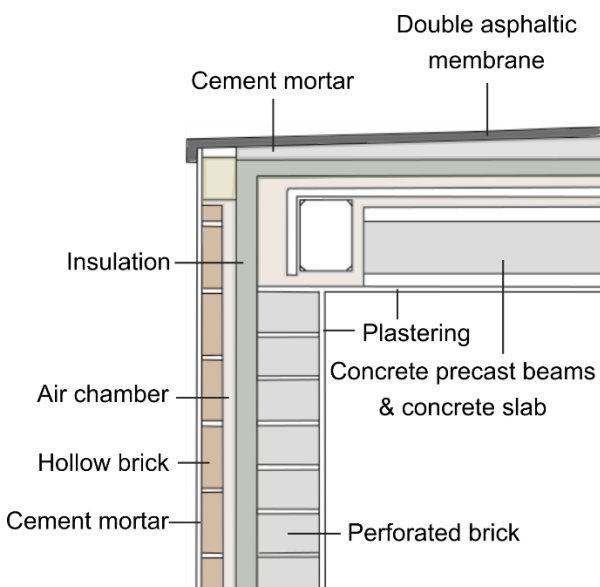 Double asphaltic
membrane
Cement mortar
Insulation
Plastering
Concrete precast beams
& concrete slab
Air chamber
Hollow brick
Cement mortar
Perforated brick